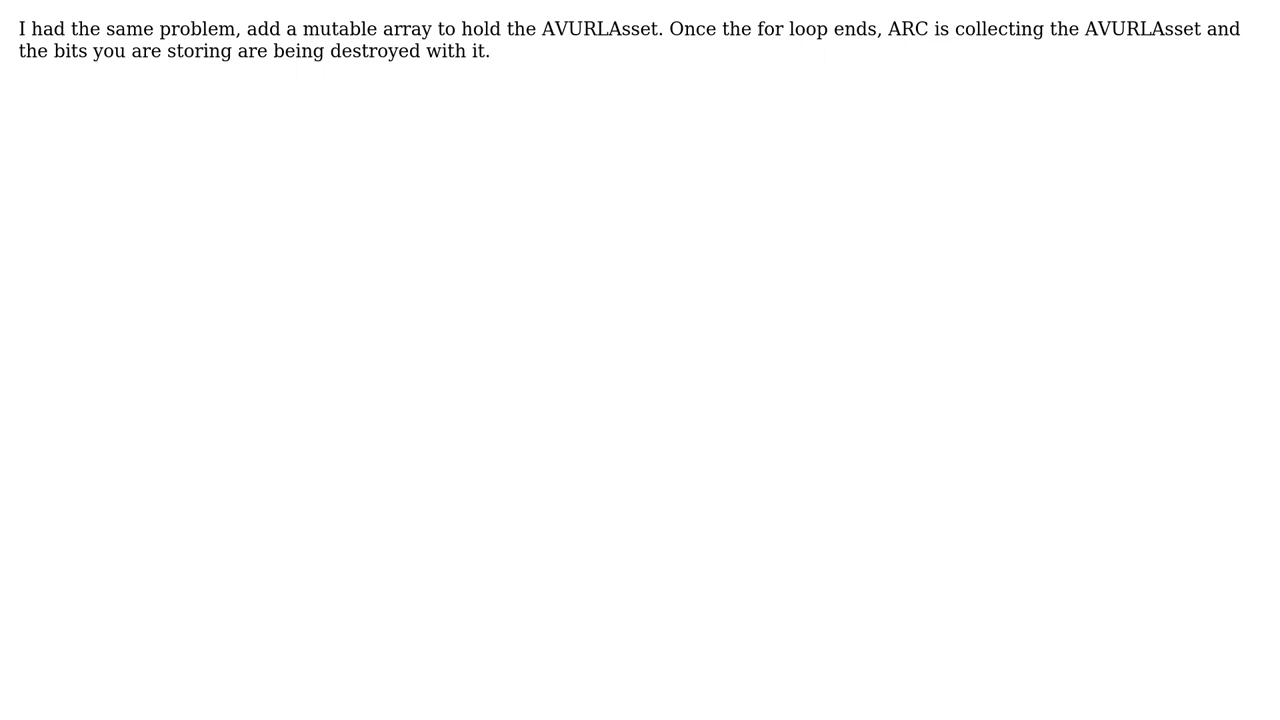 I had the same problem, add a mutable array to hold the AVURLAsset. Once the for loop ends, ARC is collecting the AVURLAsset and
the bits you are storing are being destroyed with it.